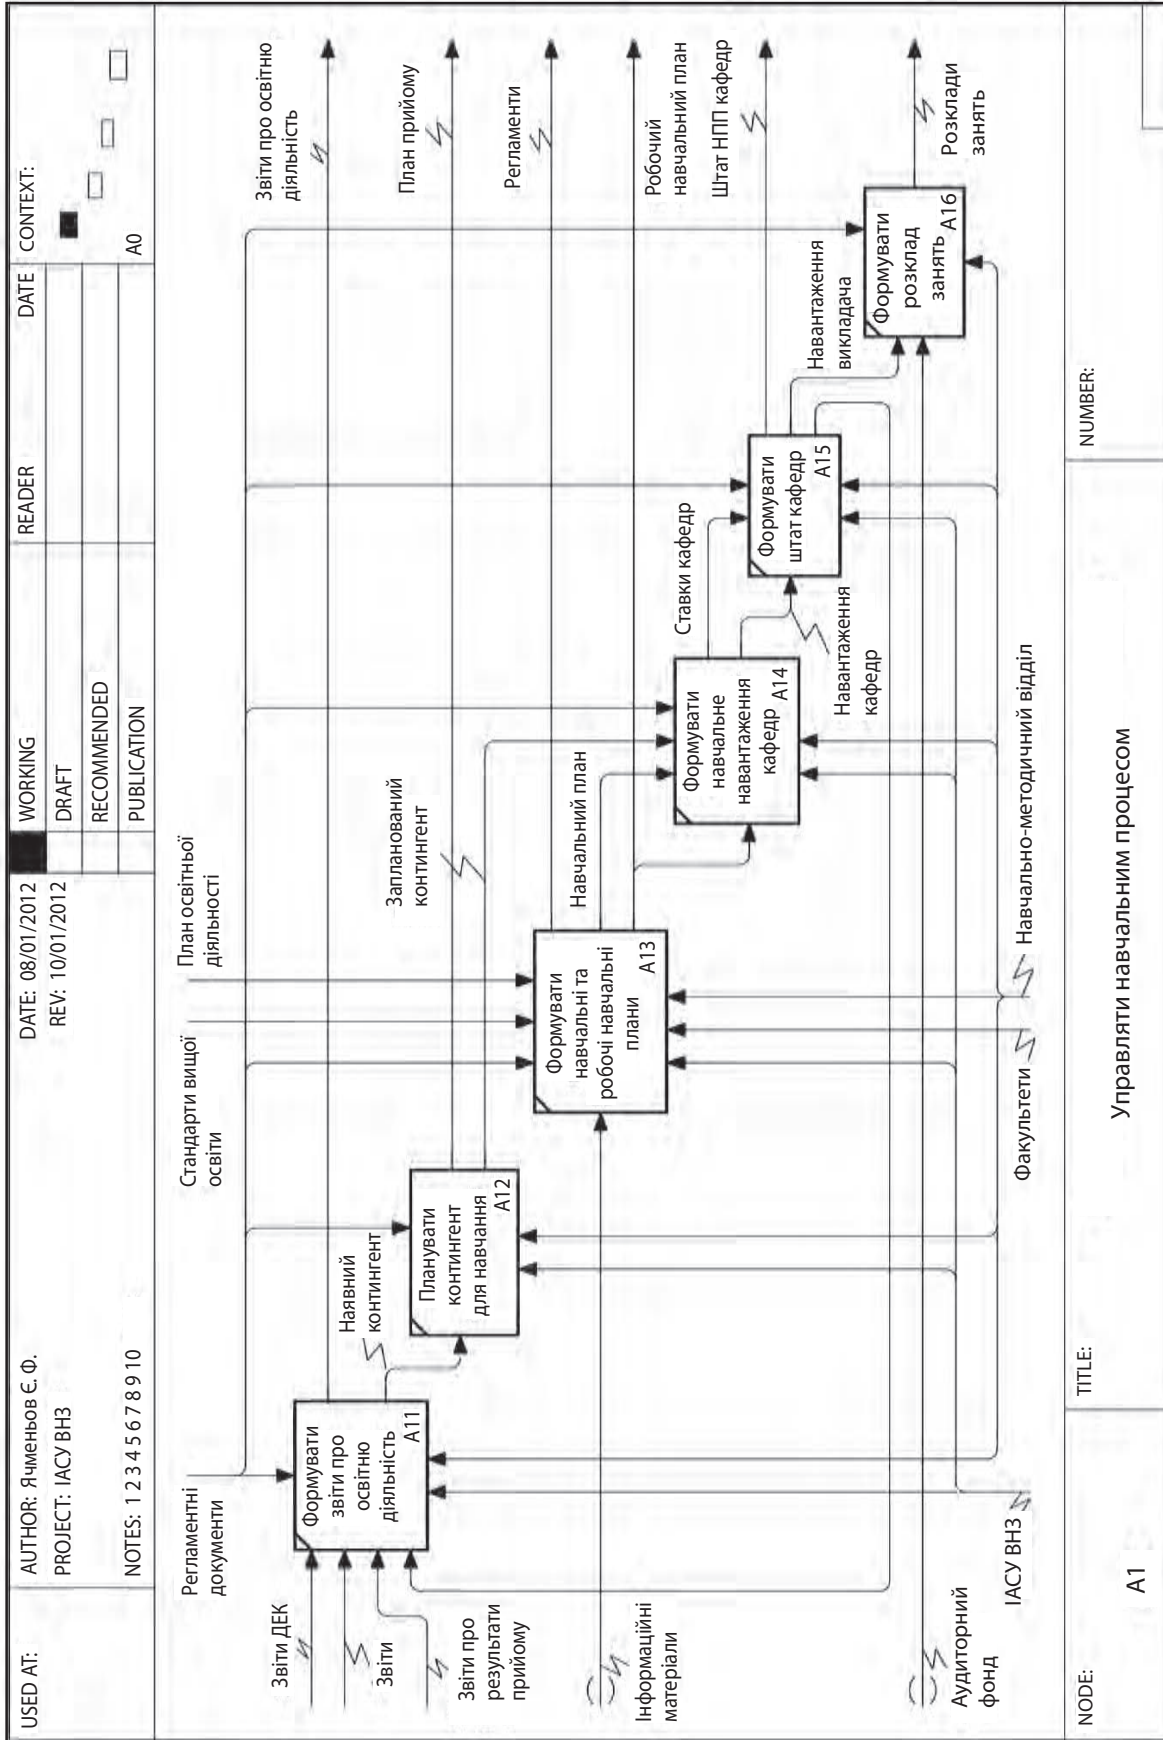 USED AT:
AUTHOR: Ячменьов Є. Ф.
PROJECT: ІАСУ ВНЗ
NOTES: 1 2 3 4 5 6 7 8 9 10
DATE: 08/01/2012
REV: 10/01/2012
WORKING
DRAFT
RECOMMENDED
PUBLICATION
READER
DATE
CONTEXT:
A0
Регламентні
документи
Стандарти вищої
освіти
План освітньої
діяльності
Звіти про освітню
діяльність
План прийому
Регламенти
Робочий
навчальний план
Штат НПП кафедр
Розклади
занять
Звіти ДЕК
Звіти
Звіти про
результати
прийому
Інформаційні
матеріали
Аудиторний
фонд
Формувати
звіти про
освітню
діяльність
A11
Наявний
контингент
Планувати
контингент
для навчання
A12
Запланований
контингент
Формувати
навчальні та
робочі навчальні
плани
A13
Навчальний план
Формувати
навчальне
навантаження
кафедр
A14
Ставки кафедр
Навантаження
кафедр
Формувати
штат кафедр
A15
Навантаження
викладача
Формувати
розклад
занять
A16
ІАСУ ВНЗ
Факультети
Навчально-методичний відділ
NODE:
A1
TITLE:
Управляти навчальним процесом
NUMBER: